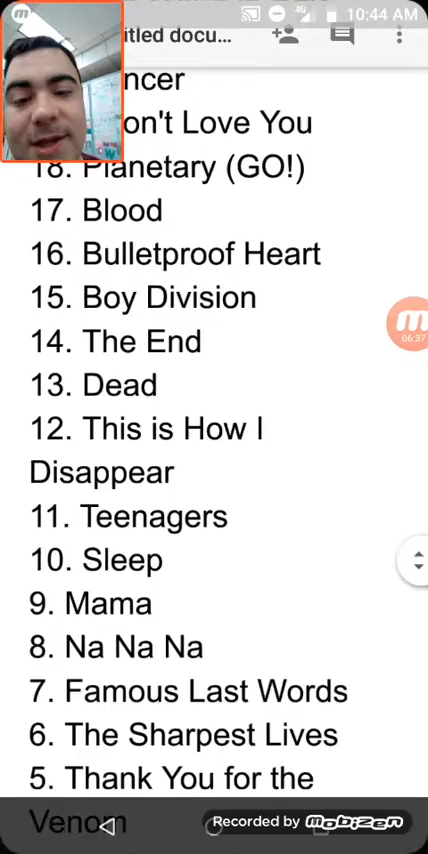 10:44 AM
itled docu...
ncer
on't Love You
18. Planetary (GO!)
17. Blood
16. Bulletproof Heart
15. Boy Division
14. The End
13. Dead
12. This is How I
Disappear
11. Teenagers
10. Sleep
9. Mama
8. Na Na Na
7. Famous Last Words
6. The Sharpest Lives
5. Thank You for the
Venom
06:37
4G
Recorded by mobizen